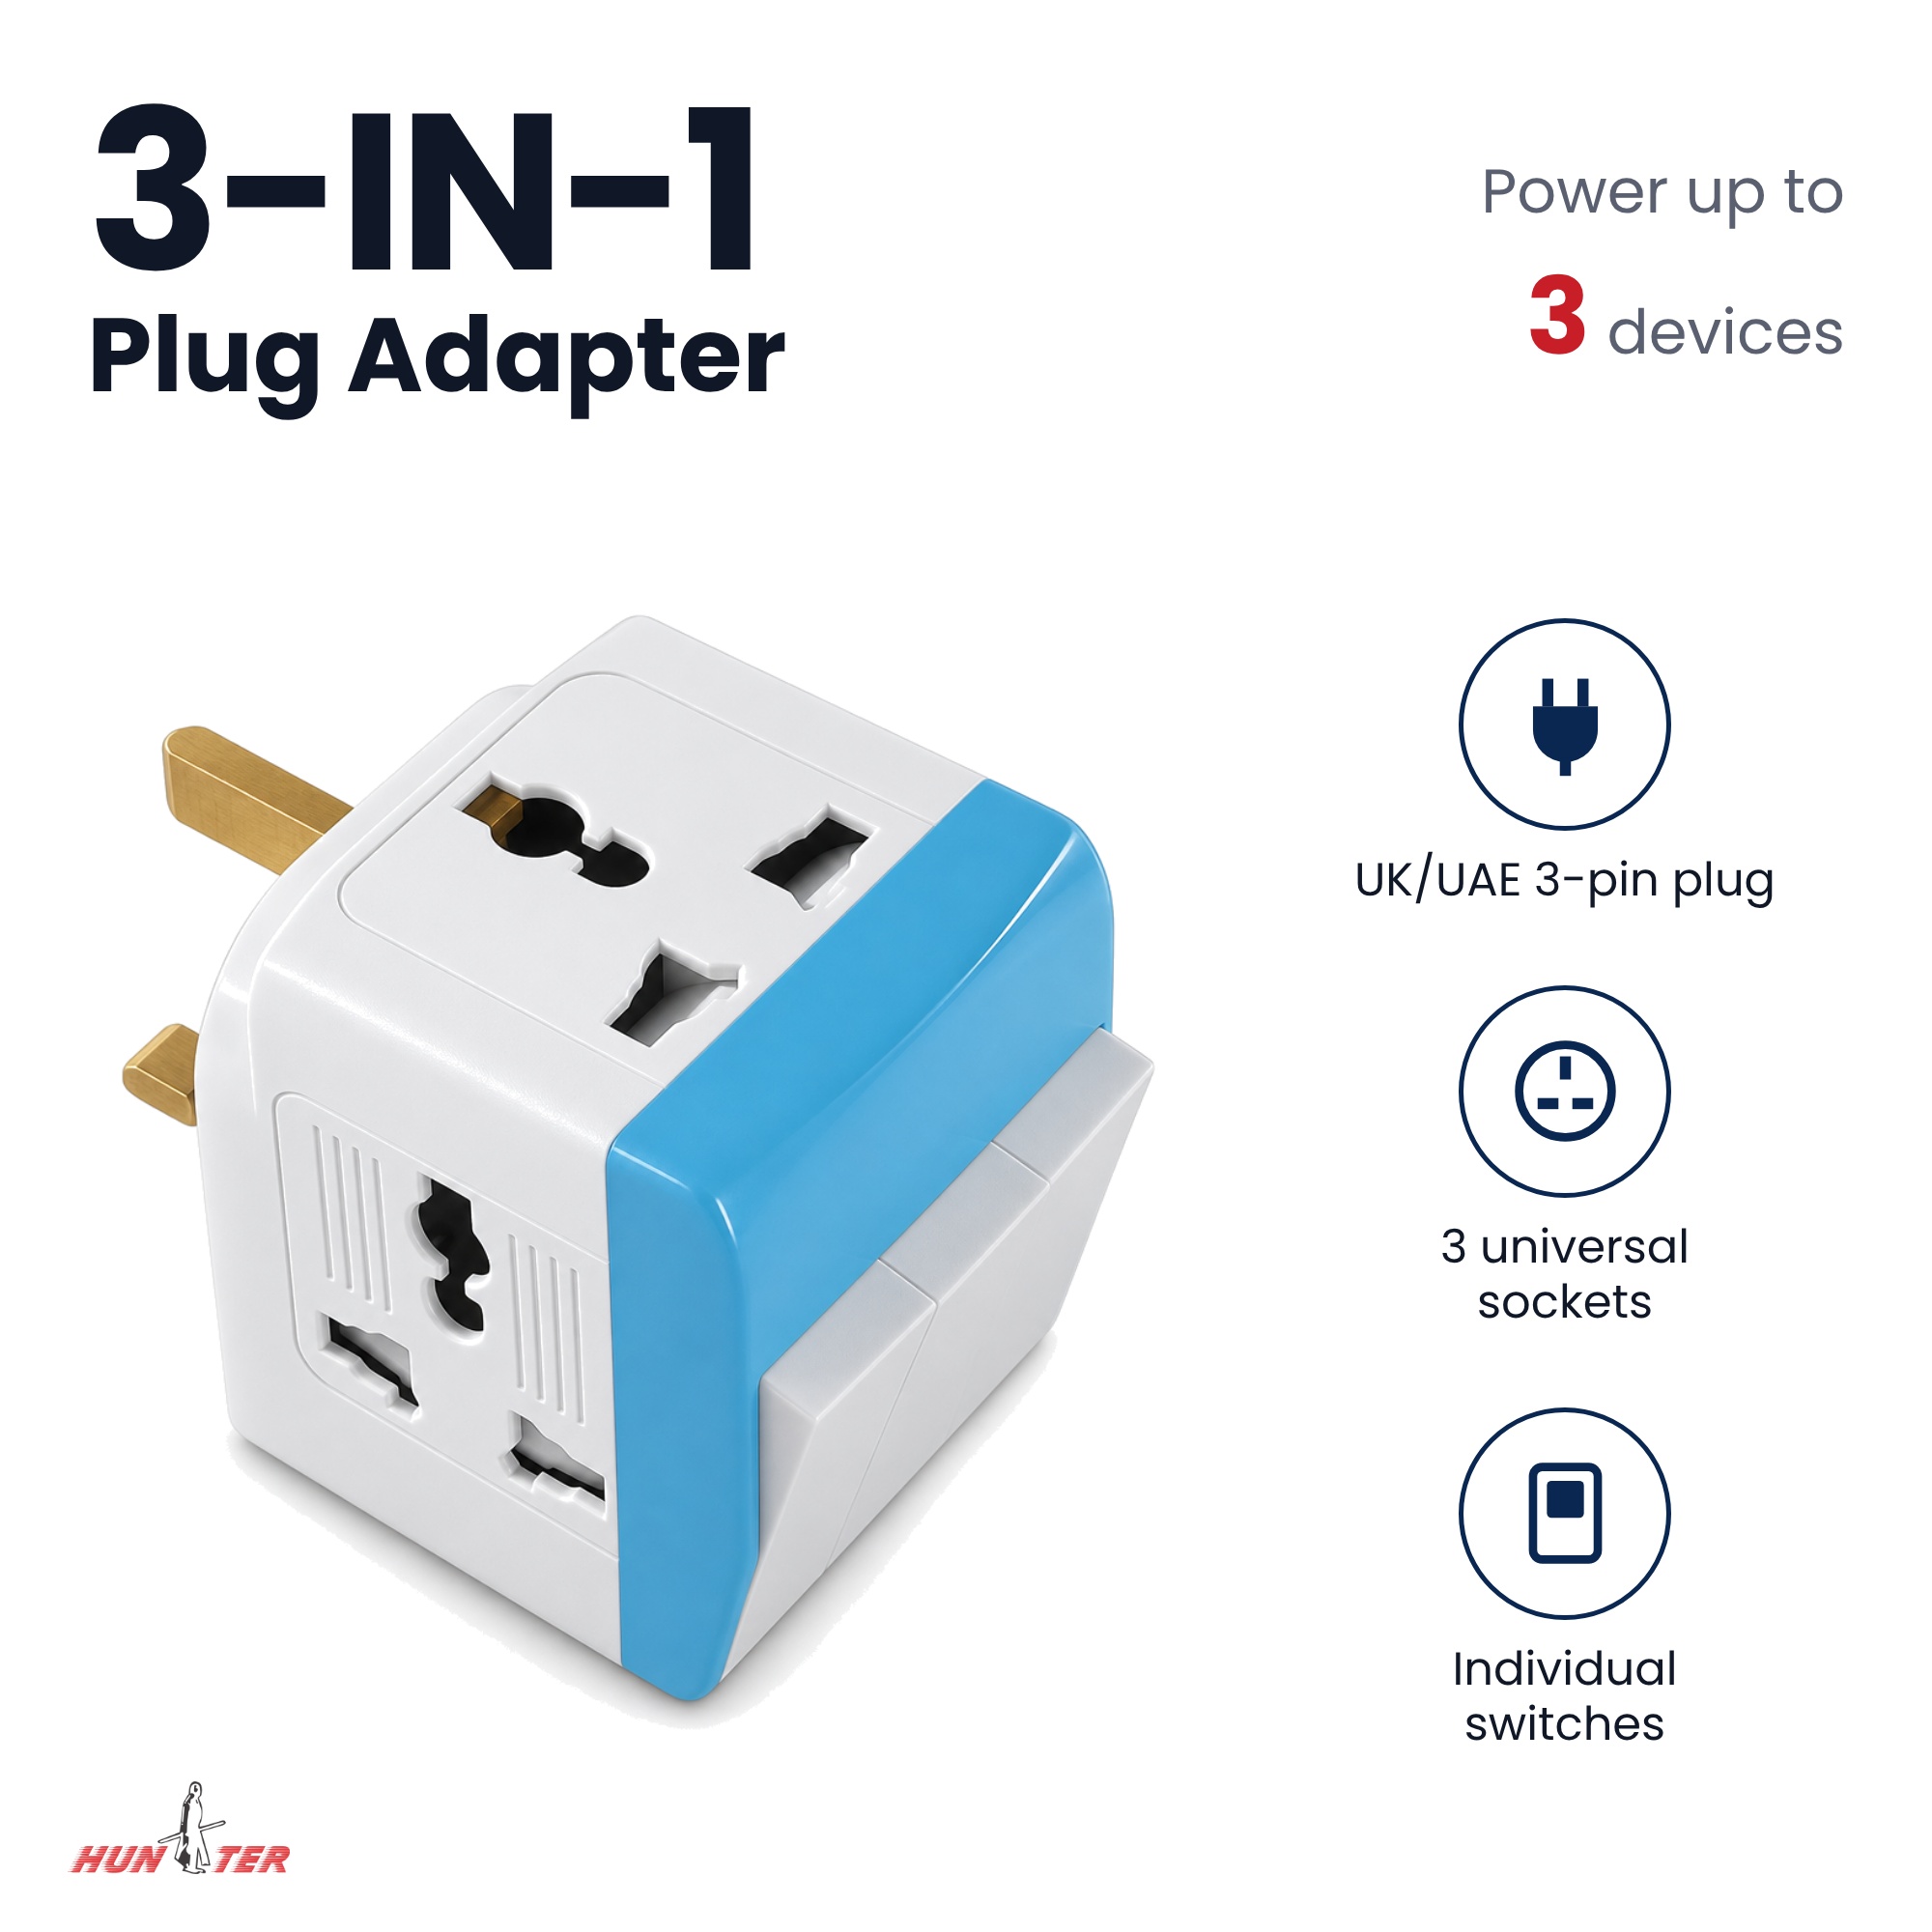 3-IN-1
Plug Adapter
Power up to
3 devices
UK/UAE 3-pin plug
3 universal
sockets
Individual
switches
HUNTER